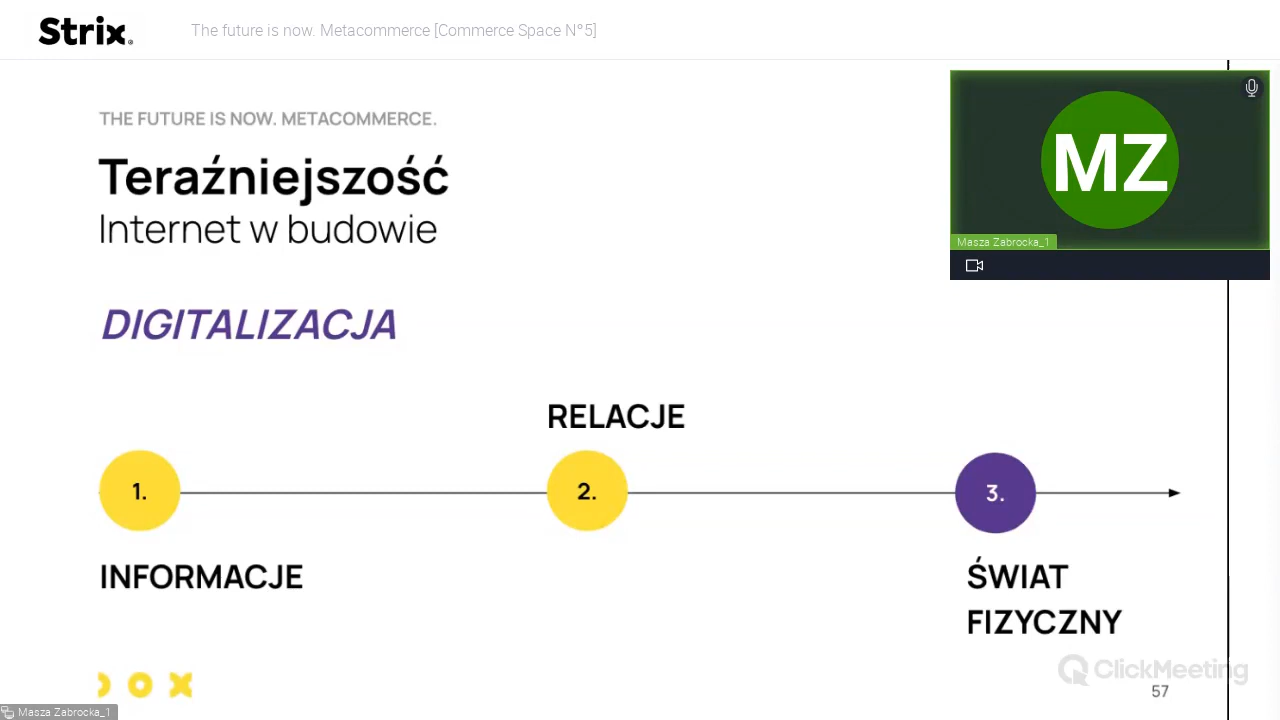 Strix®
The future is now. Metacommerce [Commerce Space N°5]
THE FUTURE IS NOW. METACOMMERCE.
Teraźniejszość
Internet w budowie
MZ
Masza Zabrocka_1
DIGITALIZACJA
RELACJE
1.
2.
3.
INFORMACJE
ŚWIAT
FIZYCZNY
ClickMeeting
57
Masza Zabrocka_1